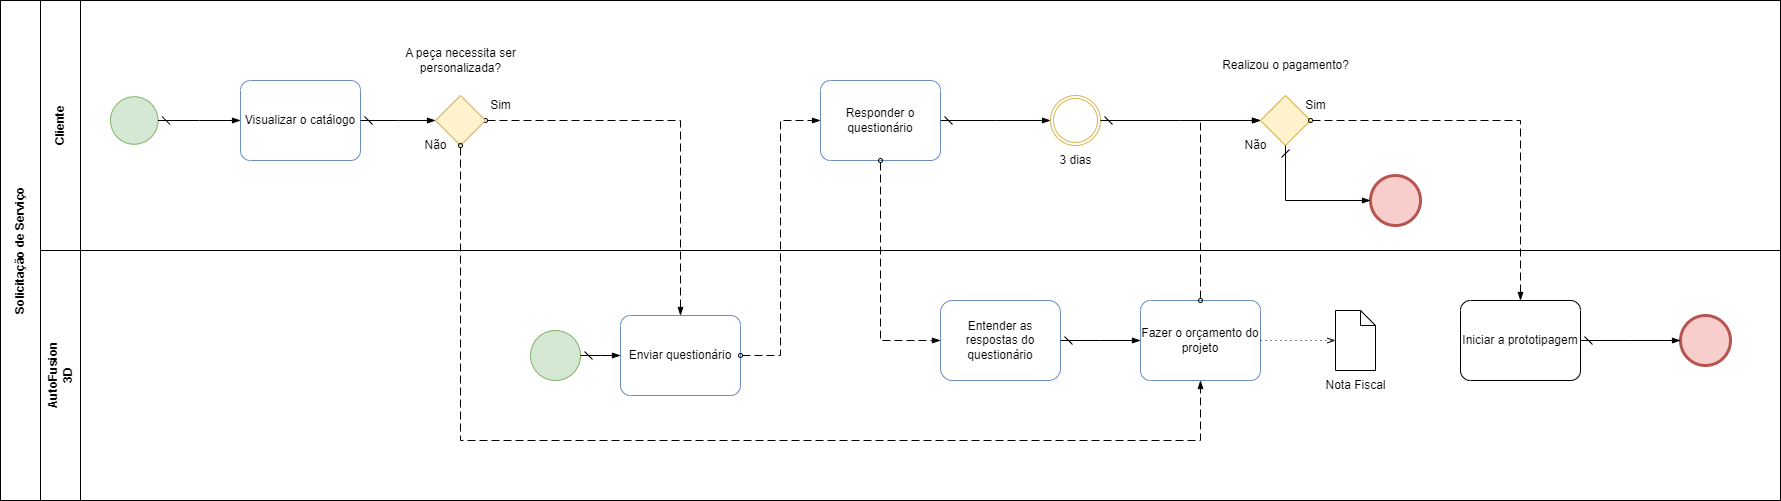 Solicitação de Serviço
Cliente
A peça necessita ser
personalizada?
Visualizar o catálogo
Sim
Não
Responder o
questionário
3 dias
Realizou o pagamento?
Sim
Não
AutoFusion
3D
Enviar questionário
Entender as
respostas do
questionário
Fazer o orçamento do
projeto
Nota Fiscal
Iniciar a prototipagem